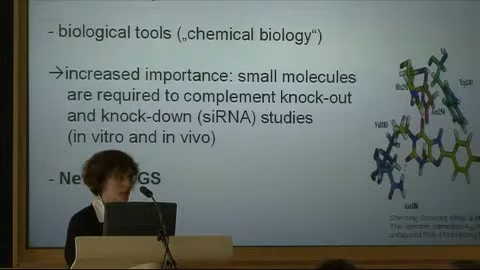 - biological tools („chemical biology“)
→increased importance: small molecules
are required to complement knock-out
and knock-down (siRNA) studies
(in vitro and in vivo)
- Ne GS